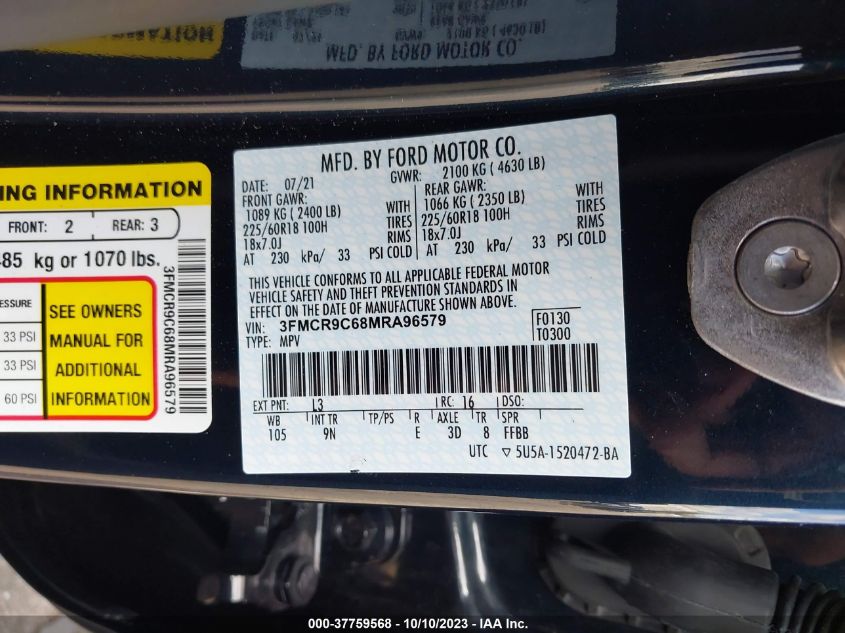 MFD. BY FORD MOTOR CO.
ING INFORMATION
FRONT: 2 REAR: 3
485 kg or 1070 lbs.
ESSURE
33 PSI
33 PSI
60 PSI
SEE OWNERS
MANUAL FOR
ADDITIONAL
INFORMATION
3FMCR9C68MRA96579
MFD. BY FORD MOTOR CO.
DATE: 07/21 GVWR: 2100 KG ( 4630 LB)
FRONT GAWR: REAR GAWR:
1089 KG ( 2400 LB) WITH 1066 KG ( 2350 LB) WITH
225/60R18 100H TIRES 225/60R18 100H TIRES
18x7.0J RIMS 18x7.0J RIMS
AT 230 kPa/ 33 PSI COLD AT 230 kPa/ 33 PSI COLD
THIS VEHICLE CONFORMS TO ALL APPLICABLE FEDERAL MOTOR
VEHICLE SAFETY AND THEFT PREVENTION STANDARDS IN
EFFECT ON THE DATE OF MANUFACTURE SHOWN ABOVE.
VIN: 3FMCR9C68MRA96579 F0130
TYPE: MPV T0300
EXT PNT: L3 RC: 16 DSO:
WB INT TR TP/PS R AXLE TR SPR
105 9N E 3D 8 FFBB
UTC ▽ 5U5A-1520472-BA
000-37759568 - 10/10/2023 - IAA Inc.